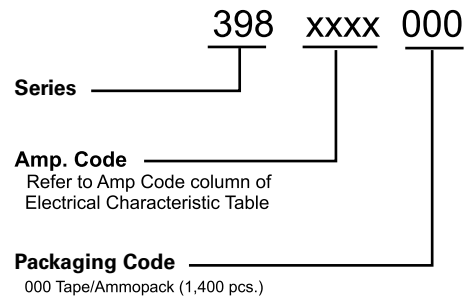 398 xxxx 000
Series
Amp. Code
Refer to Amp Code column of
Electrical Characteristic Table
Packaging Code
000 Tape/Ammopack (1,400 pcs.)